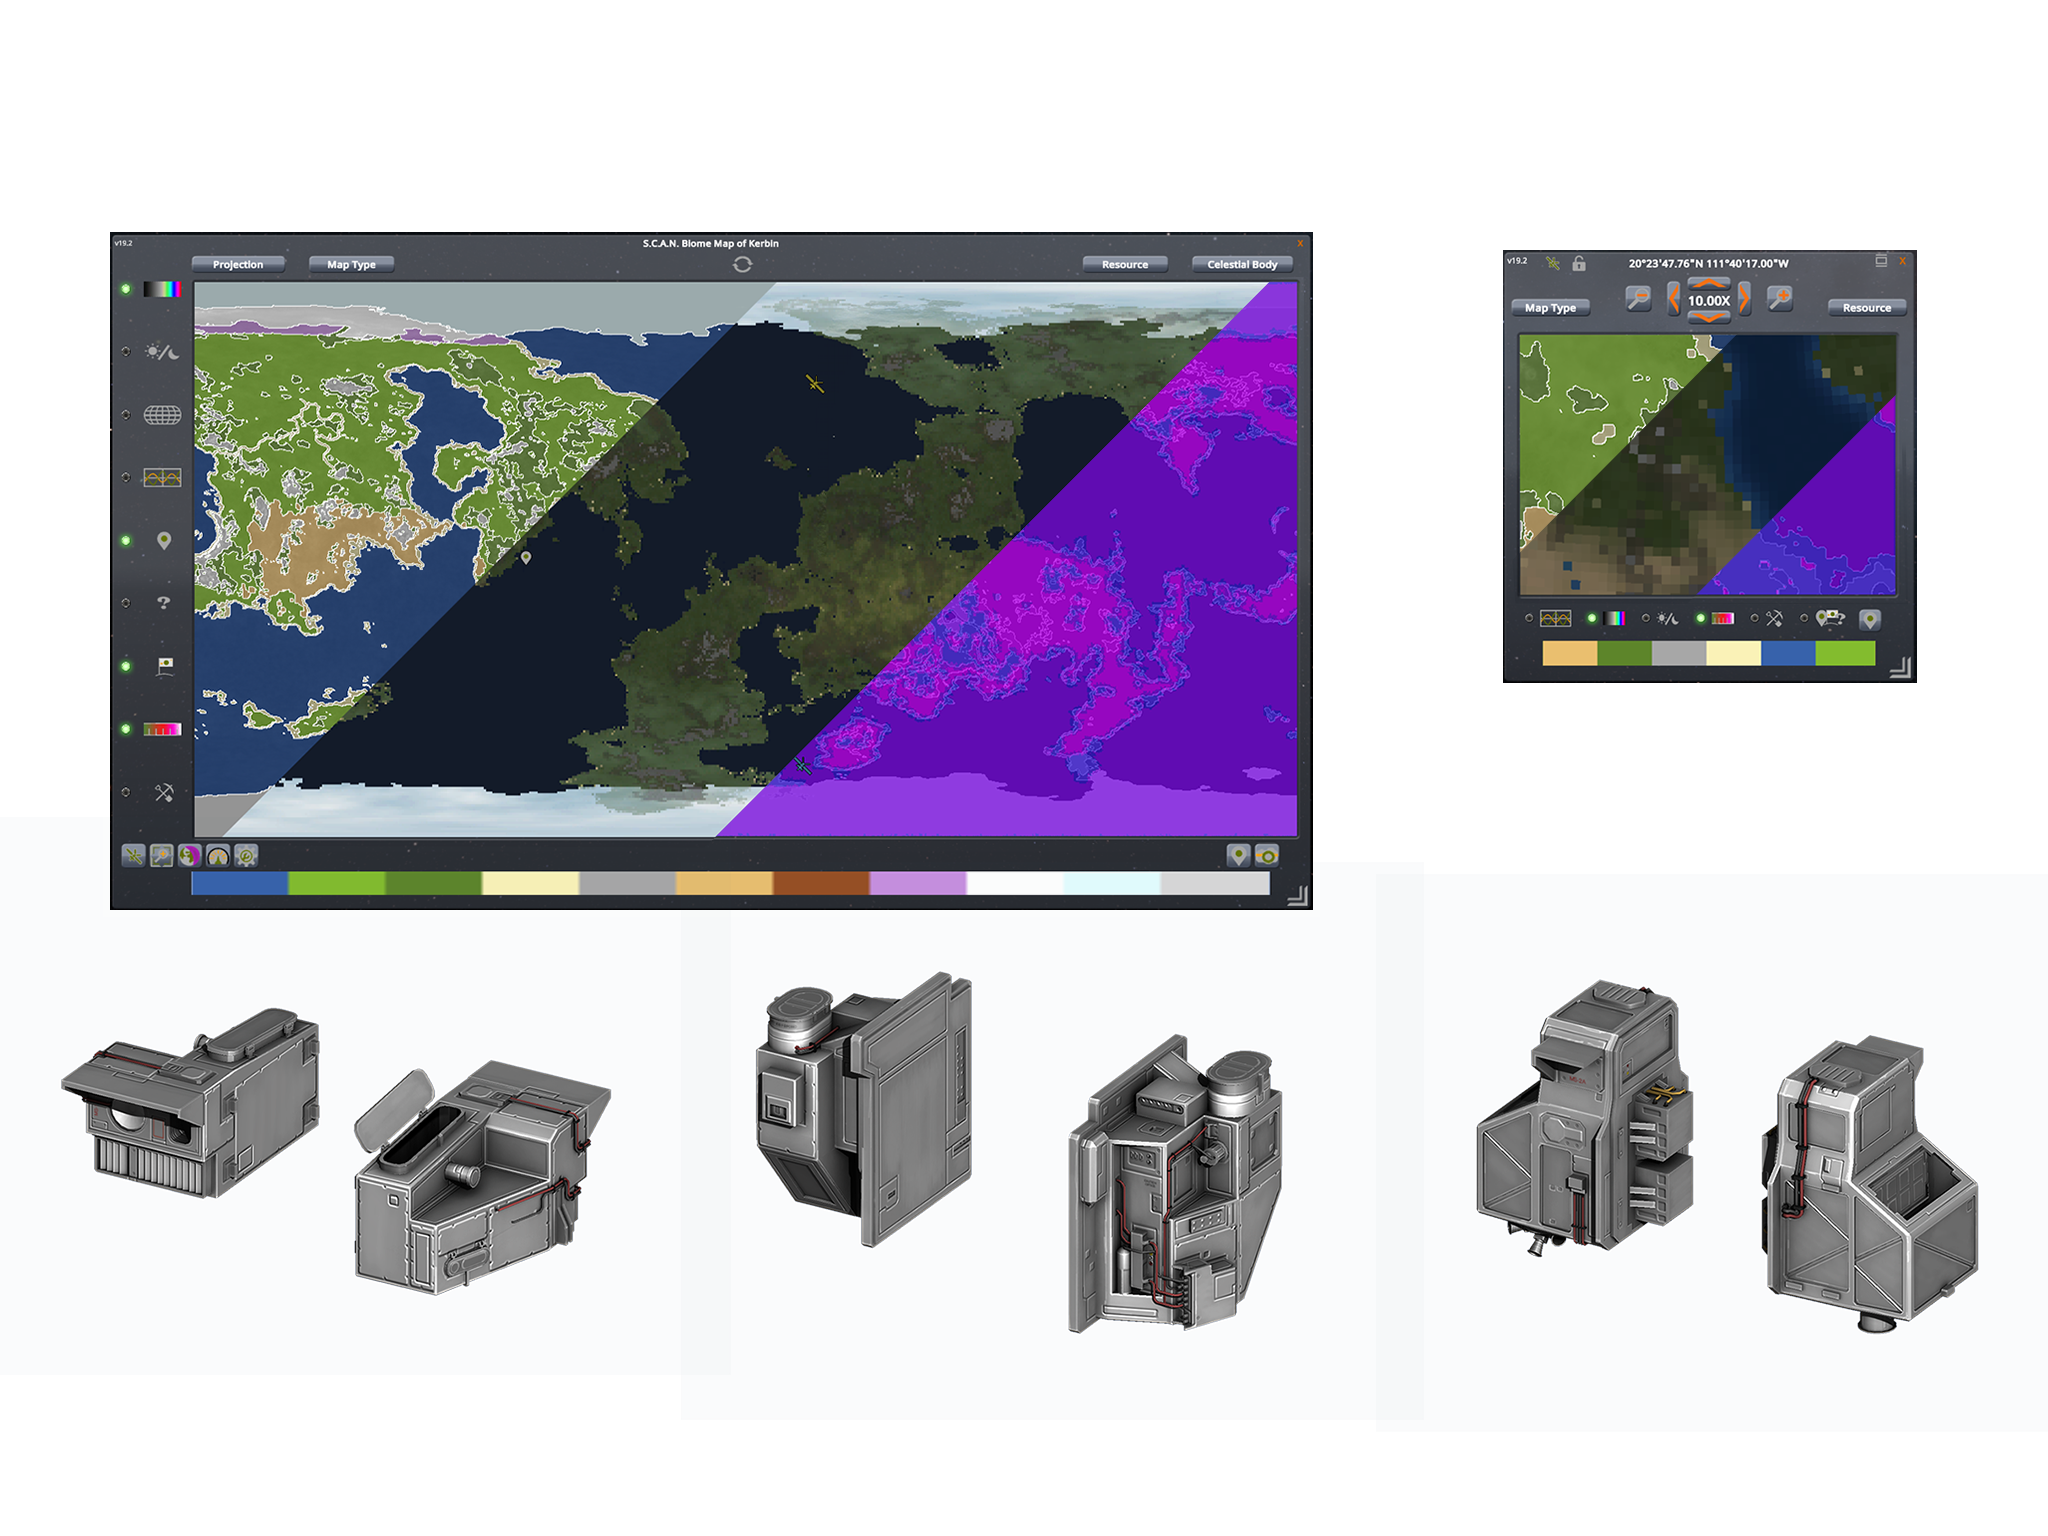 v19.2
S.C.A.N. Biome Map of Kerbin
X
Projection
Map Type
Resource
Celestial Body
?
v19.2
20°23'47.76"N 111°40'17.00"W
X
10.00X
Map Type
Resource